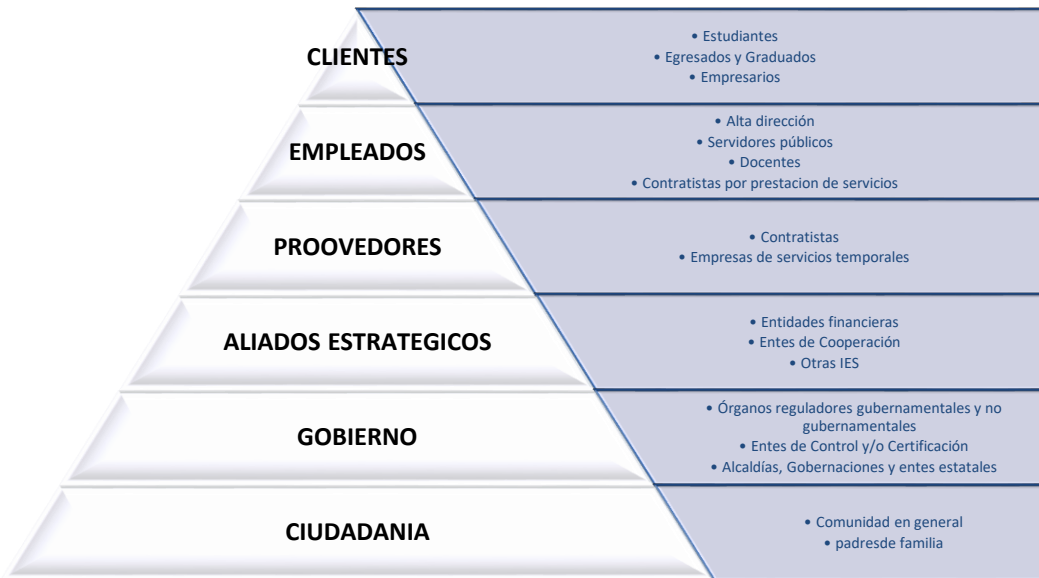 CLIENTES
• Estudiantes
• Egresados y Graduados
• Empresarios
EMPLEADOS
• Alta dirección
• Servidores públicos
• Docentes
• Contratistas por prestacion de servicios
PROOVEDORES
• Contratistas
• Empresas de servicios temporales
ALIADOS ESTRATEGICOS
• Entidades financieras
• Entes de Cooperación
• Otras IES
GOBIERNO
• Órganos reguladores gubernamentales y no
gubernamentales
• Entes de Control y/o Certificación
• Alcaldías, Gobernaciones y entes estatales
CIUDADANIA
• Comunidad en general
• padresde familia